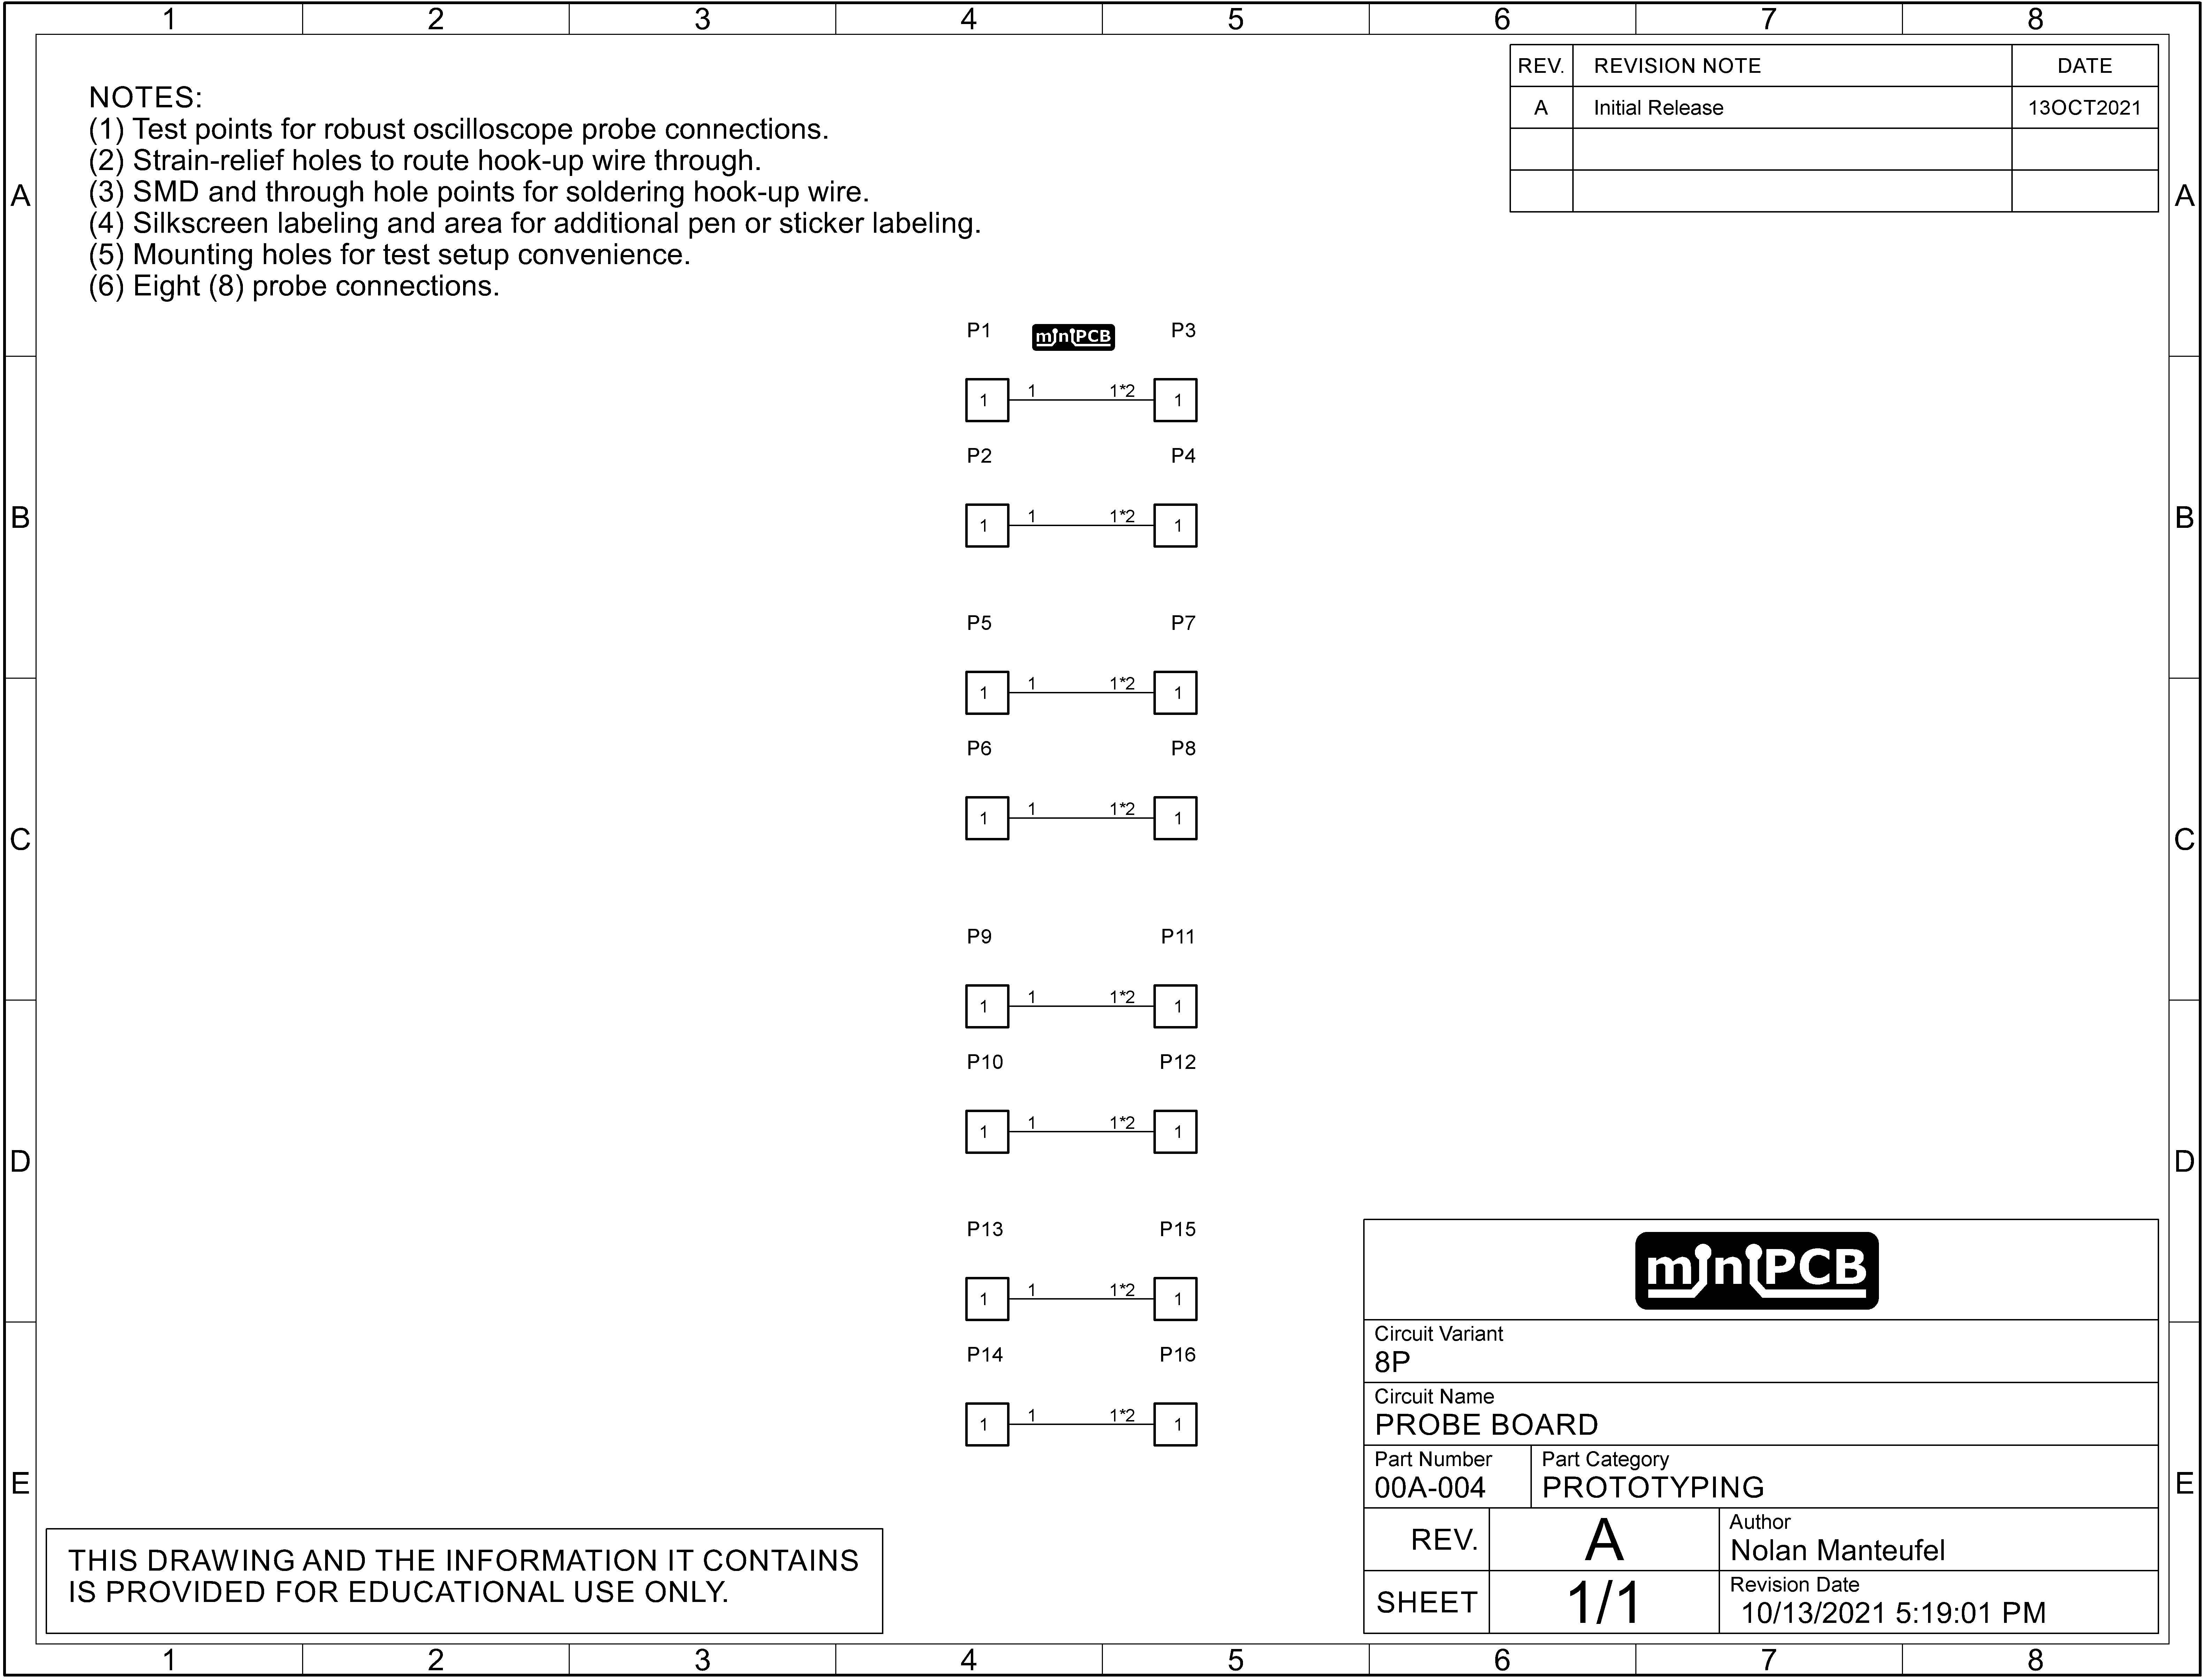 1 2 3 4 5 6 7 8
REV. REVISION NOTE DATE
A Initial Release 13OCT2021
NOTES:
(1) Test points for robust oscilloscope probe connections.
(2) Strain-relief holes to route hook-up wire through.
(3) SMD and through hole points for soldering hook-up wire.
(4) Silkscreen labeling and area for additional pen or sticker labeling.
(5) Mounting holes for test setup convenience.
(6) Eight (8) probe connections.
A A
P1 miniPCB P3
1 1 1*2 1
P2 P4
B B
1 1 1*2 1
P5 P7
1 1 1*2 1
P6 P8
1 1 1*2 1
C C
P9 P11
1 1 1*2 1
P10 P12
1 1 1*2 1
D D
P13 P15
1 1 1*2 1
P14 P16
1 1 1*2 1
E E
miniPCB
Circuit Variant
8P
Circuit Name
PROBE BOARD
Part Number Part Category
00A-004 PROTOTYPING
REV. A Author
Nolan Manteufel
SHEET 1/1 Revision Date
10/13/2021 5:19:01 PM
THIS DRAWING AND THE INFORMATION IT CONTAINS
IS PROVIDED FOR EDUCATIONAL USE ONLY.
1 2 3 4 5 6 7 8